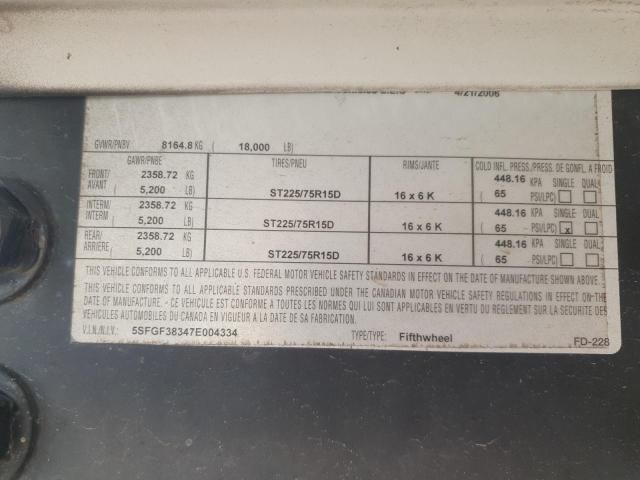 4/21/2006
GVWR/PNBV 8164.8 KG ( 18,000 LB)
GAWR/PNBE TIRES/PNEU RIMS/JANTE COLD INFL. PRESS./PRESS. DE GONFL. A FROID
FRONT/ 2358.72 KG 448.16 KPA SINGLE DUAL
AVANT ( 5,200 LB) ST225/75R15D 16 x 6 K ( 65 PSI/LPC)
INTERM/ 2358.72 KG 448.16 KPA SINGLE DUAL
INTERM ( 5,200 LB) ST225/75R15D 16 x 6 K ( 65 PSI/LPC) x
REAR/ 2358.72 KG 448.16 KPA SINGLE DUAL
ARRIÈRE ( 5,200 LB) ST225/75R15D 16 x 6 K ( 65 PSI/LPC)
THIS VEHICLE CONFORMS TO ALL APPLICABLE U.S. FEDERAL MOTOR VEHICLE SAFETY STANDARDS IN EFFECT ON THE DATE OF MANUFACTURE SHOWN ABOVE.
THIS VEHICLE CONFORMS TO ALL APPLICABLE STANDARDS PRESCRIBED UNDER THE CANADIAN MOTOR VEHICLE SAFETY REGULATIONS IN EFFECT ON
THE DATE OF MANUFACTURE / CE VÉHICULE EST CONFORME A TOUTES LES NORMES QUI LUI SONT APPLICABLES EN VERTU DU REGLEMENT SUR LA SECURITE DES
VEHICULES AUTOMOBILES DU CANADA EN VIGUEUR A LA DATE DE SA FABRICATION.
V.I.N./N.I.V.: 5SFGF38347E004334 TYPE/TYPE: Fifthwheel FD-228